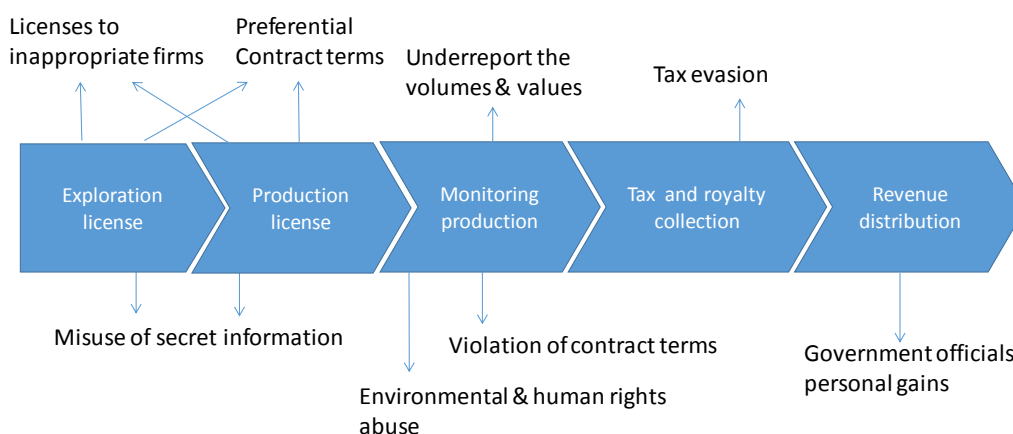 Licenses to
inappropriate firms
Preferential
Contract terms
Underreport the
volumes & values
Tax evasion
Exploration
license
Production
license
Monitoring
production
Tax and royalty
collection
Revenue
distribution
Misuse of secret information
Violation of contract terms
Environmental & human rights
abuse
Government officials
personal gains